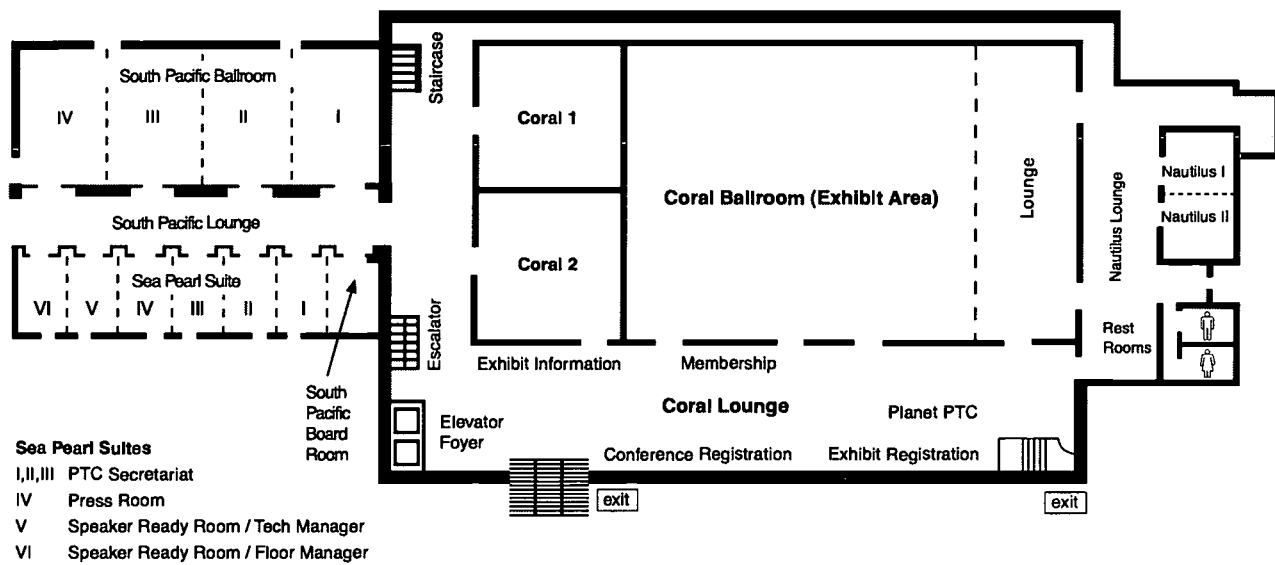 South Pacific Ballroom
IV
III
II
I
Staircase
Coral 1
Coral Ballroom (Exhibit Area)
Lounge
Nautilus Lounge
Nautilus I
Nautilus II
South Pacific Lounge
Coral 2
Sea Pearl Suite
VI
V
IV
III
II
I
Escalator
Rest
Rooms
Exhibit Information
Membership
South
Pacific
Board
Room
Coral Lounge
Planet PTC
Elevator
Foyer
Conference Registration
Exhibit Registration
exit
exit
Sea Pearl Suites
I,II,III PTC Secretariat
IV Press Room
V Speaker Ready Room / Tech Manager
VI Speaker Ready Room / Floor Manager